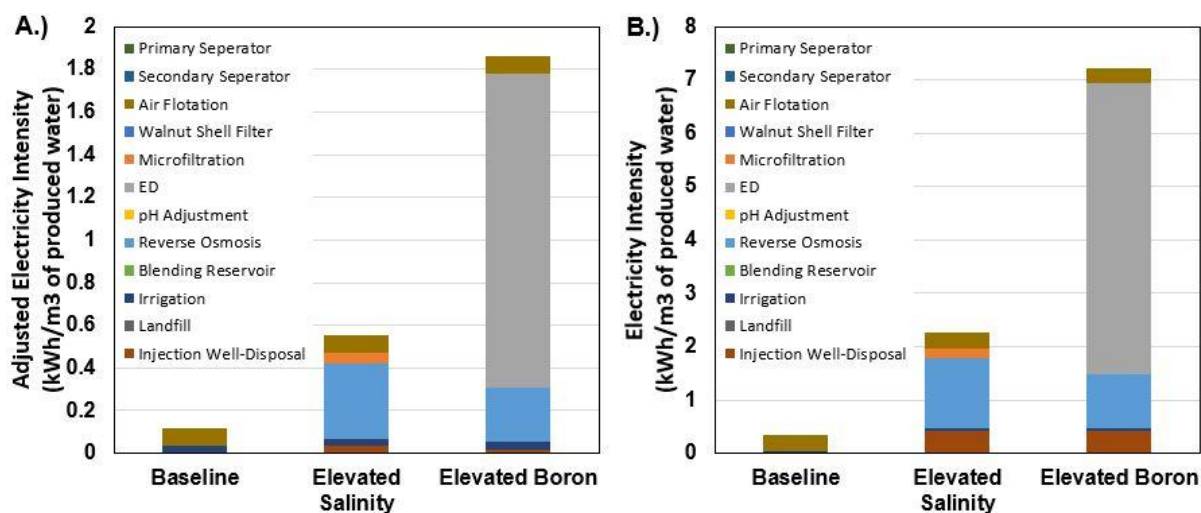 A.)
Adjusted Electricity Intensity
(kWh/m3 of produced water)
2
1.8
1.6
1.4
1.2
1
0.8
0.6
0.4
0.2
0
Primary Seperator
Secondary Seperator
Air Flotation
Walnut Shell Filter
Microfiltration
ED
pH Adjustment
Reverse Osmosis
Blending Reservoir
Irrigation
Landfill
Injection Well-Disposal
Baseline
Elevated
Salinity
Elevated Boron
B.)
Electricity Intensity
(kWh/m3 of produced water)
8
7
6
5
4
3
2
1
0
Primary Seperator
Secondary Seperator
Air Flotation
Walnut Shell Filter
Microfiltration
ED
pH Adjustment
Reverse Osmosis
Blending Reservoir
Irrigation
Landfill
Injection Well-Disposal
Baseline
Elevated
Salinity
Elevated Boron